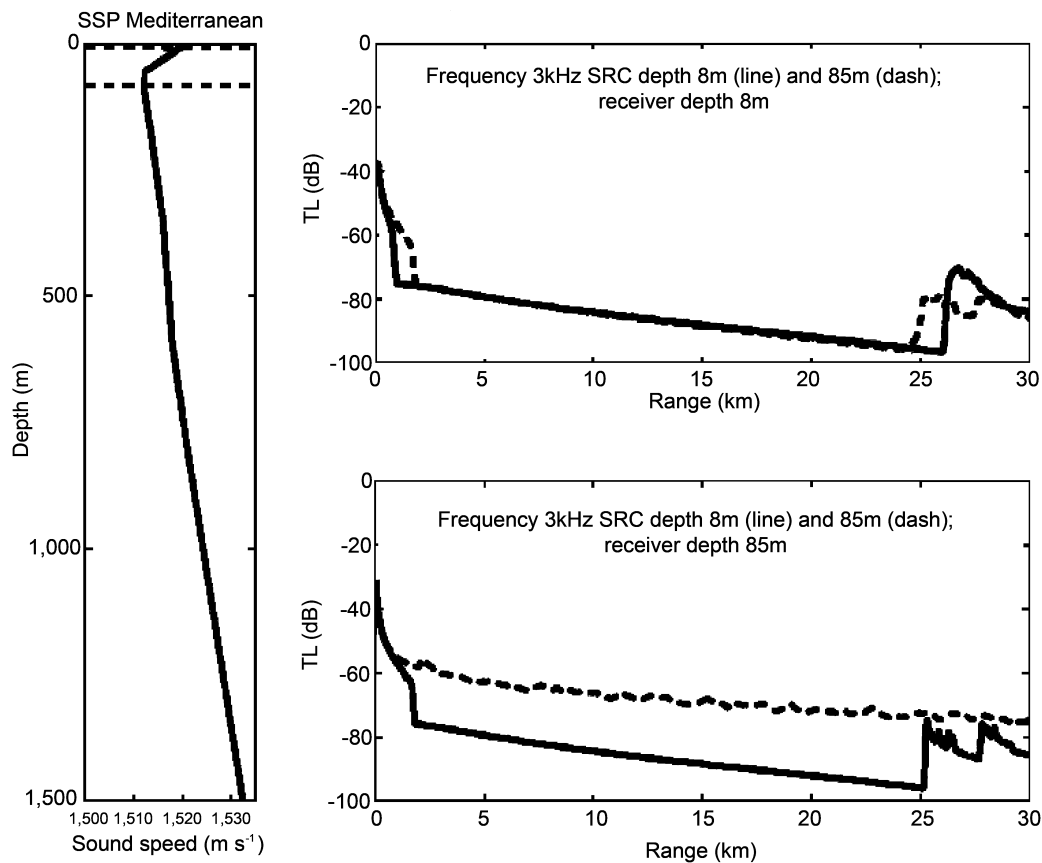 SSP Mediterranean
0
500
1,000
1,500
Depth (m)
1,500 1,510 1,520 1,530
Sound speed (m s⁻¹)
Frequency 3kHz SRC depth 8m (line) and 85m (dash);
receiver depth 8m
0
-20
-40
-60
-80
-100
TL (dB)
0 5 10 15 20 25 30
Range (km)
Frequency 3kHz SRC depth 8m (line) and 85m (dash);
receiver depth 85m
0
-20
-40
-60
-80
-100
TL (dB)
0 5 10 15 20 25 30
Range (km)